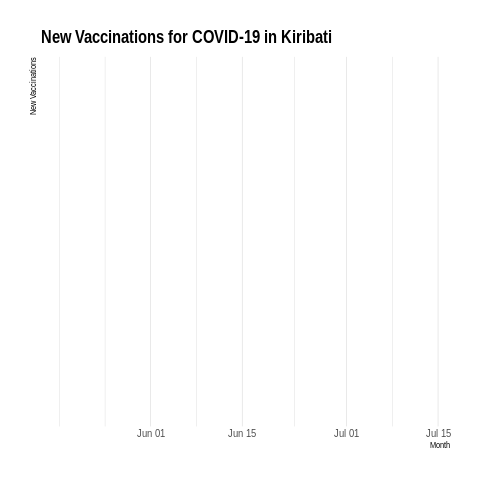 New Vaccinations for COVID-19 in Kiribati
New Vaccinations
Jun 01
Jun 15
Jul 01
Jul 15
Month